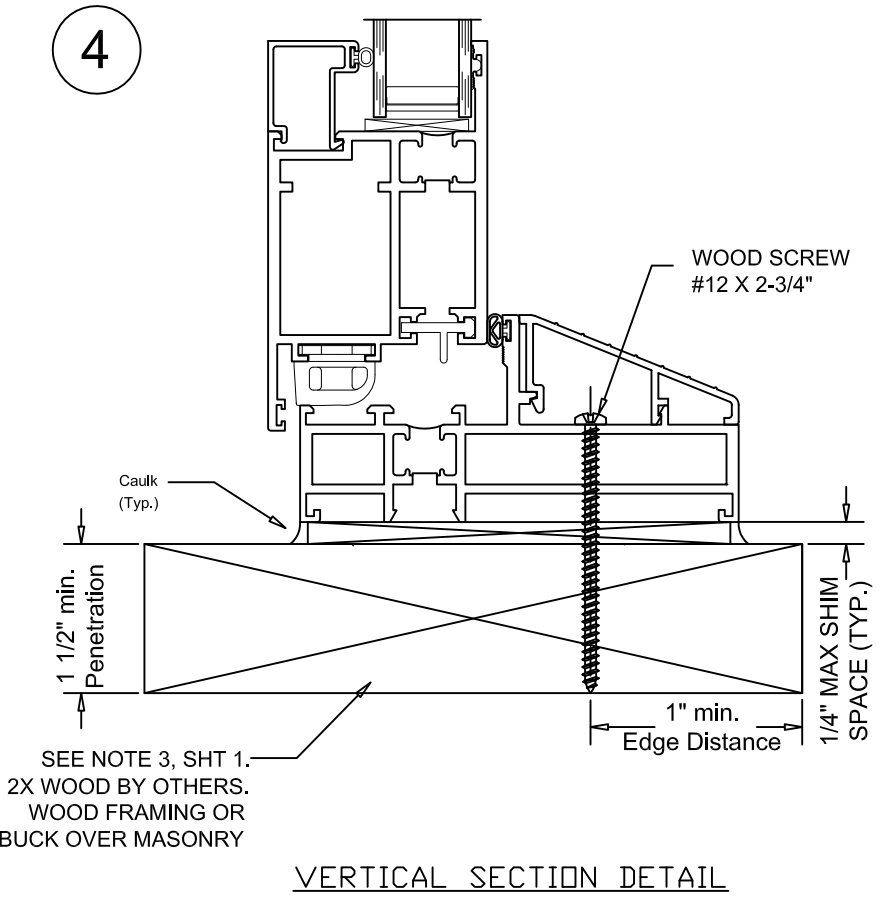 4
WOOD SCREW
#12 X 2-3/4"
Caulk
(Typ.)
1 1/2" min.
Penetration
1/4" MAX SHIM
SPACE (TYP.)
1" min.
Edge Distance
SEE NOTE 3, SHT 1.
2X WOOD BY OTHERS.
WOOD FRAMING OR
BUCK OVER MASONRY
VERTICAL SECTION DETAIL